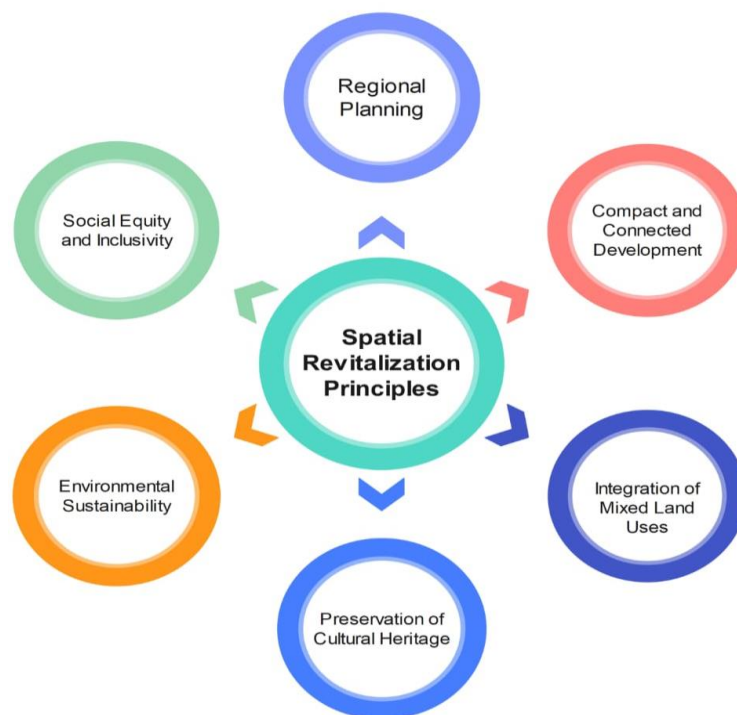 Regional
Planning
Social Equity
and Inclusivity
Compact and
Connected
Development
Spatial
Revitalization
Principles
Environmental
Sustainability
Integration of
Mixed Land
Uses
Preservation of
Cultural Heritage